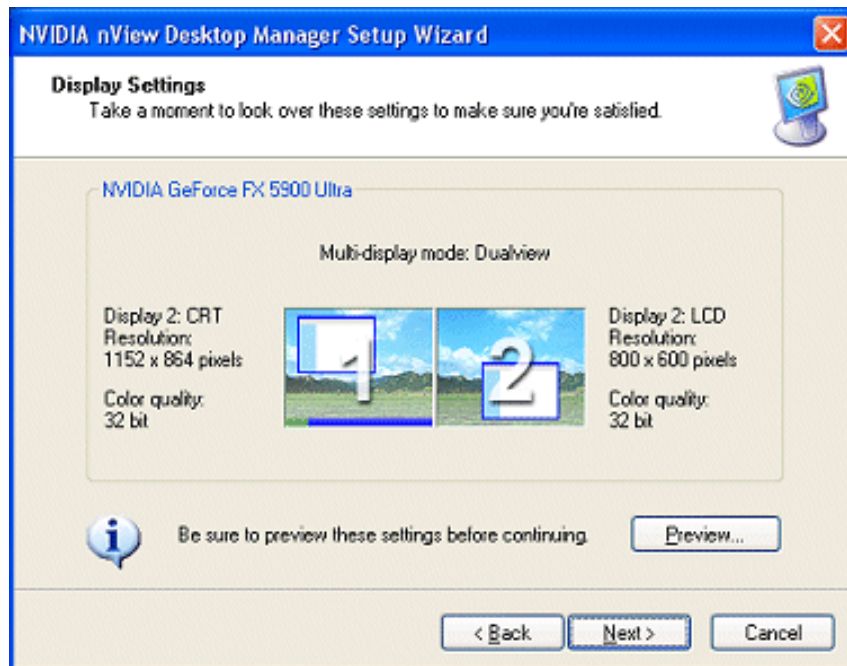 NVIDIA nView Desktop Manager Setup Wizard
Display Settings
Take a moment to look over these settings to make sure you're satisfied.
NVIDIA GeForce FX 5900 Ultra
Multi-display mode: Dualview
Display 2: CRT
Resolution:
1152 x 864 pixels
Color quality:
32 bit
1
2
Display 2: LCD
Resolution:
800 x 600 pixels
Color quality:
32 bit
Be sure to preview these settings before continuing.
Preview...
< Back
Next >
Cancel